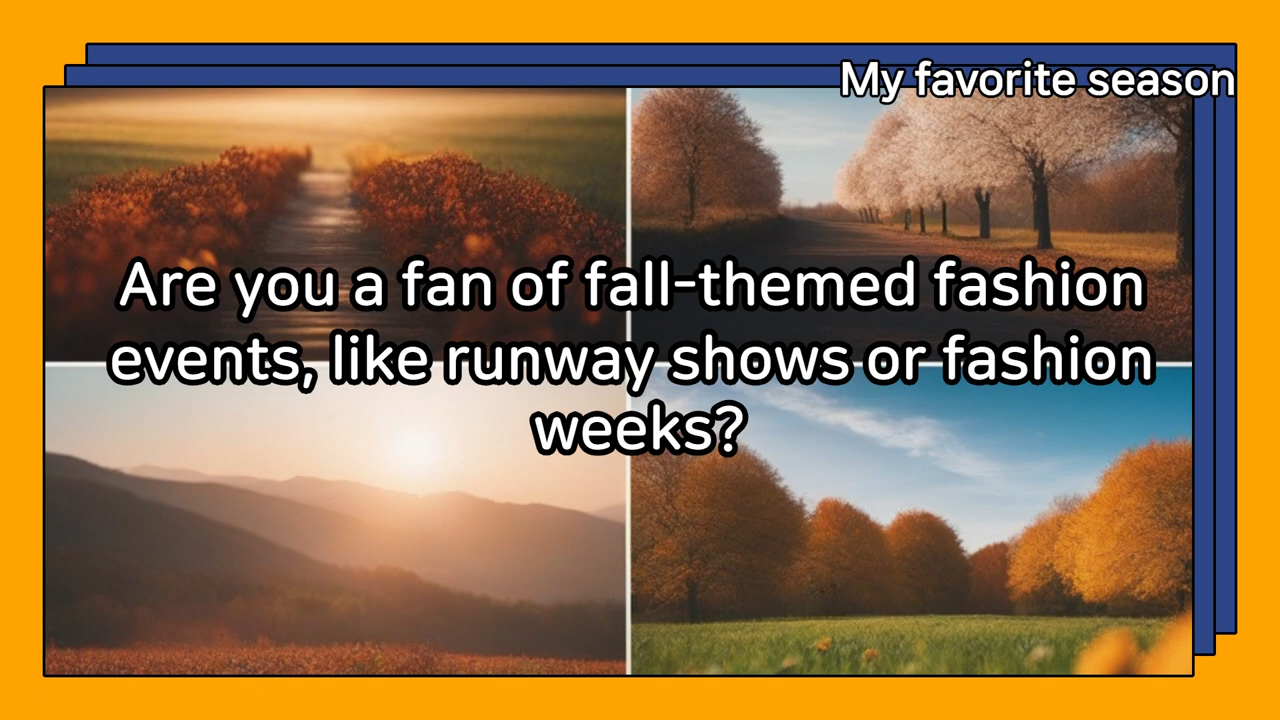 My favorite season
Are you a fan of fall-themed fashion
events, like runway shows or fashion
weeks?